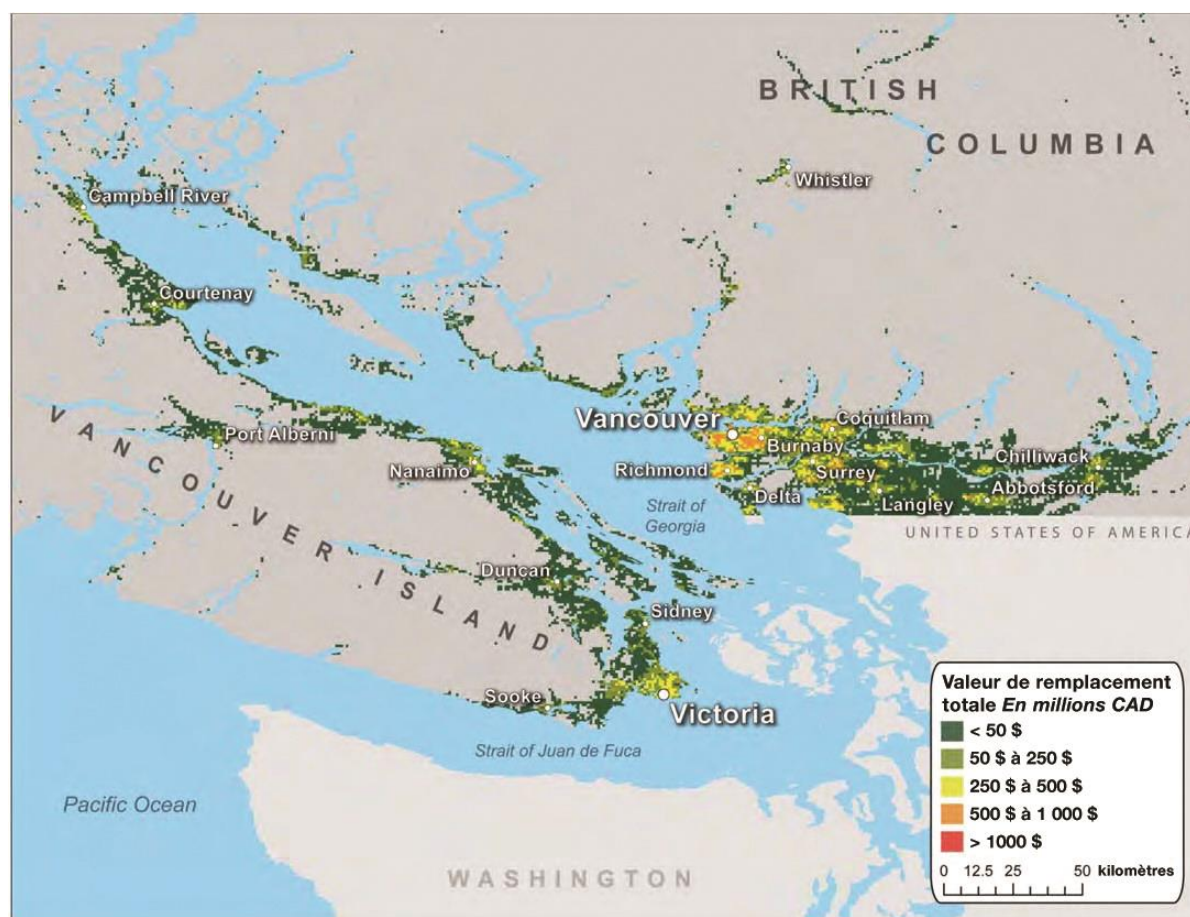 BRITISH
COLUMBIA
Whistler
Campbell River
Courtenay
Vancouver
Coquitlam
Burnaby
Port Alberni
Nanaimo
Richmond
Surrey
Chilliwack
Delta
Langley
Abbotsford
Strait of
Georgia
UNITED STATES OF AMERICA
VANCOUVER ISLAND
Duncan
Sidney
Sooke
Victoria
Strait of Juan de Fuca
Pacific Ocean
WASHINGTON
Valeur de remplacement
totale En millions CAD
< 50 $
50 $ à 250 $
250 $ à 500 $
500 $ à 1 000 $
> 1000 $
0 12.5 25 50 kilomètres